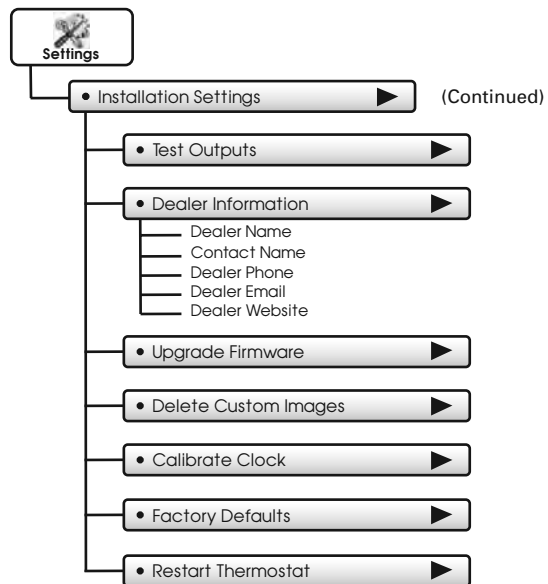 Settings
• Installation Settings
(Continued)
• Test Outputs
• Dealer Information
Dealer Name
Contact Name
Dealer Phone
Dealer Email
Dealer Website
• Upgrade Firmware
• Delete Custom Images
• Calibrate Clock
• Factory Defaults
• Restart Thermostat